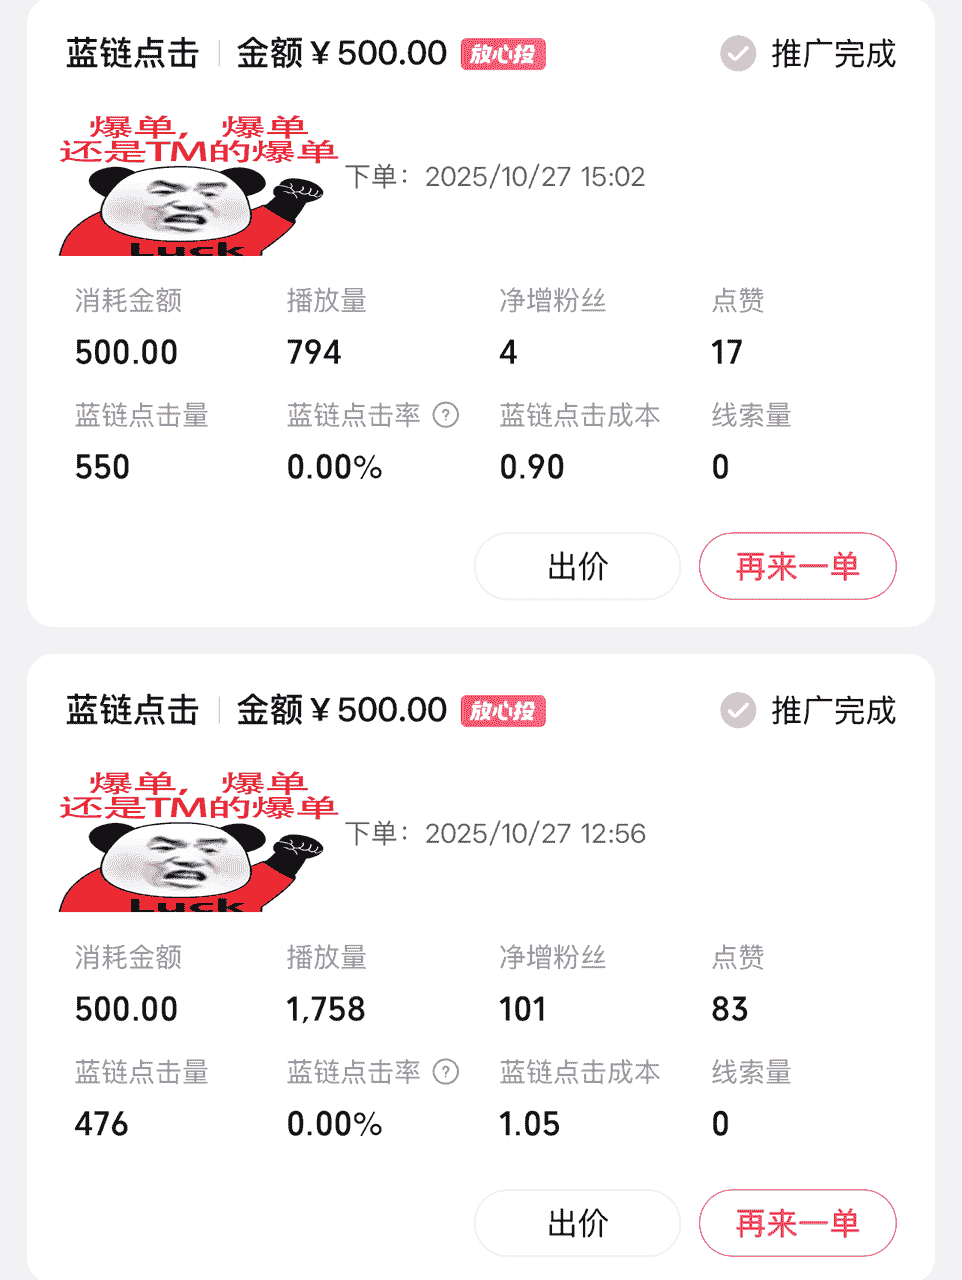 蓝链点击 金额￥500.00 放心投 推广完成
爆单， 爆单
还是TM的爆单
下单：2025/10/27 15:02
Luck
消耗金额 播放量 净增粉丝 点赞
500.00 794 4 17
蓝链点击量 蓝链点击率 ? 蓝链点击成本 线索量
550 0.00% 0.90 0
出价 再来一单
蓝链点击 金额￥500.00 放心投 推广完成
爆单， 爆单
还是TM的爆单
下单：2025/10/27 12:56
Luck
消耗金额 播放量 净增粉丝 点赞
500.00 1,758 101 83
蓝链点击量 蓝链点击率 ? 蓝链点击成本 线索量
476 0.00% 1.05 0
出价 再来一单